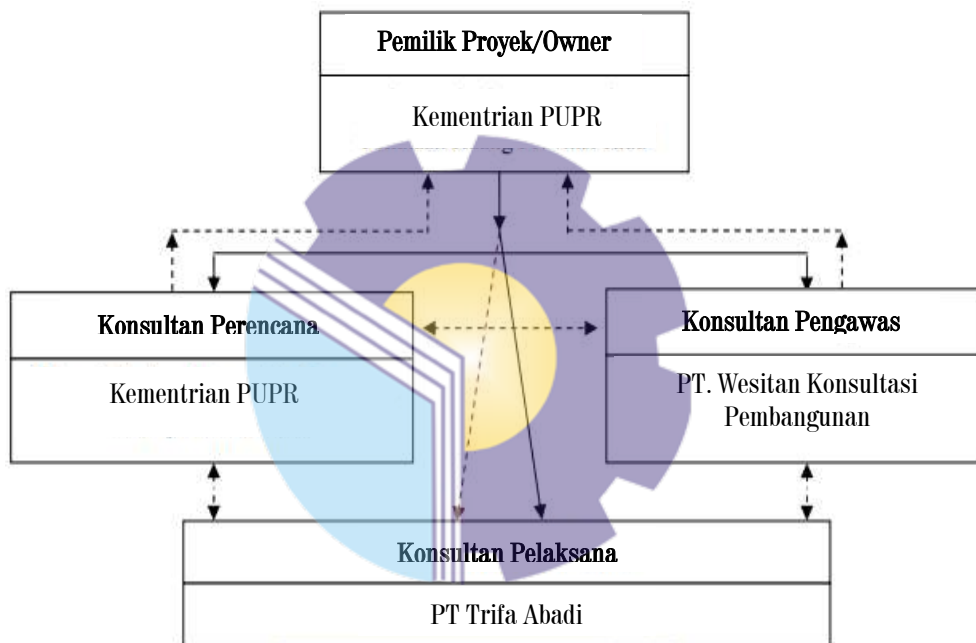 Pemilik Proyek/Owner
Kementrian PUPR
Konsultan Perencana
Kementrian PUPR
Konsultan Pengawas
PT. Wesitan Konsultasi
Pembangunan
Konsultan Pelaksana
PT Trifa Abadi